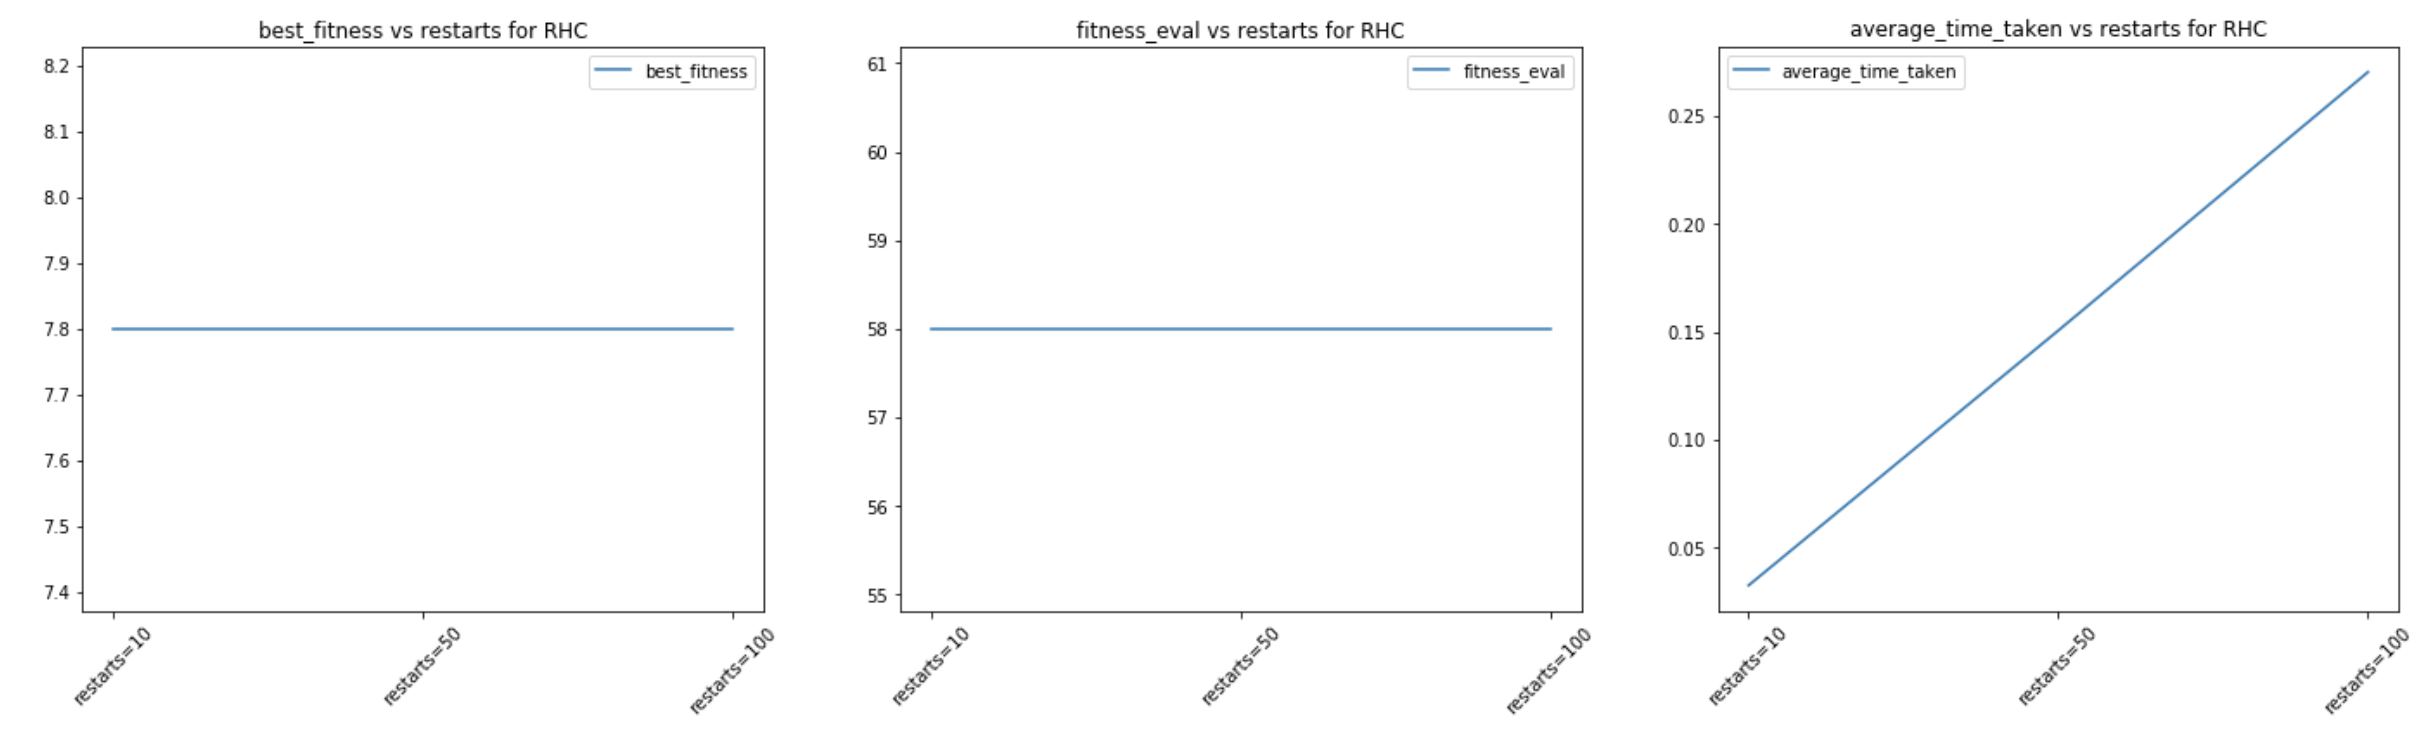 best_fitness vs restarts for RHC
best_fitness
8.2
8.1
8.0
7.9
7.8
7.7
7.6
7.5
7.4
restarts=10
restarts=50
restarts=100
fitness_eval vs restarts for RHC
fitness_eval
61
60
59
58
57
56
55
restarts=10
restarts=50
restarts=100
average_time_taken vs restarts for RHC
average_time_taken
0.25
0.20
0.15
0.10
0.05
restarts=10
restarts=50
restarts=100